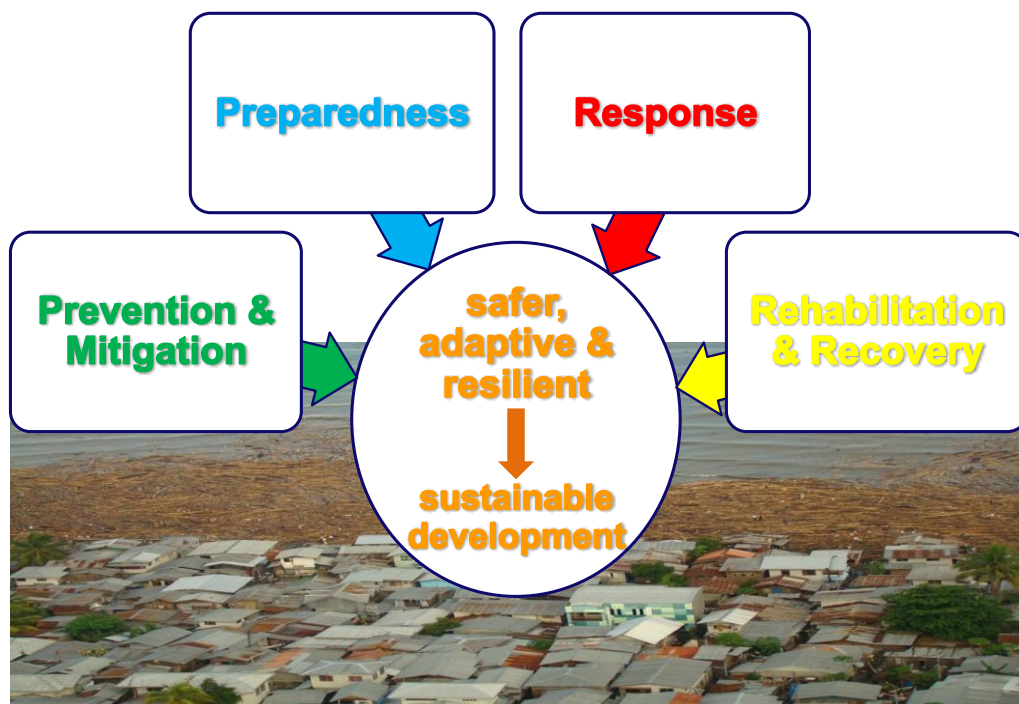 Preparedness
Response
Prevention &
Mitigation
safer,
adaptive &
resilient
sustainable
development
Rehabilitation
& Recovery